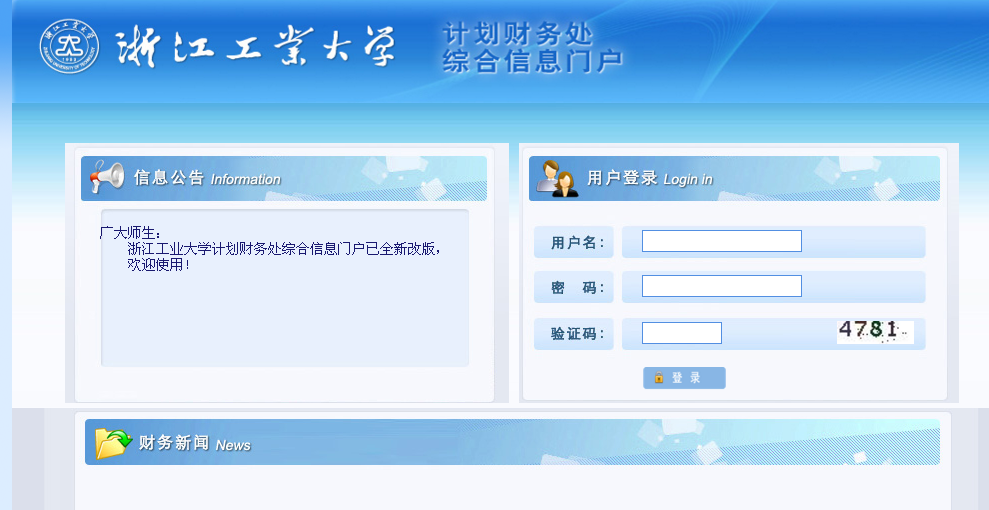 浙江工业大学
计划财务处
综合信息门户
信息公告 Information
广大师生：
浙江工业大学计划财务处综合信息门户已全新改版，
欢迎使用！
用户登录 Login in
用户名：
密 码：
验证码：
4781
登 录
财务新闻 News